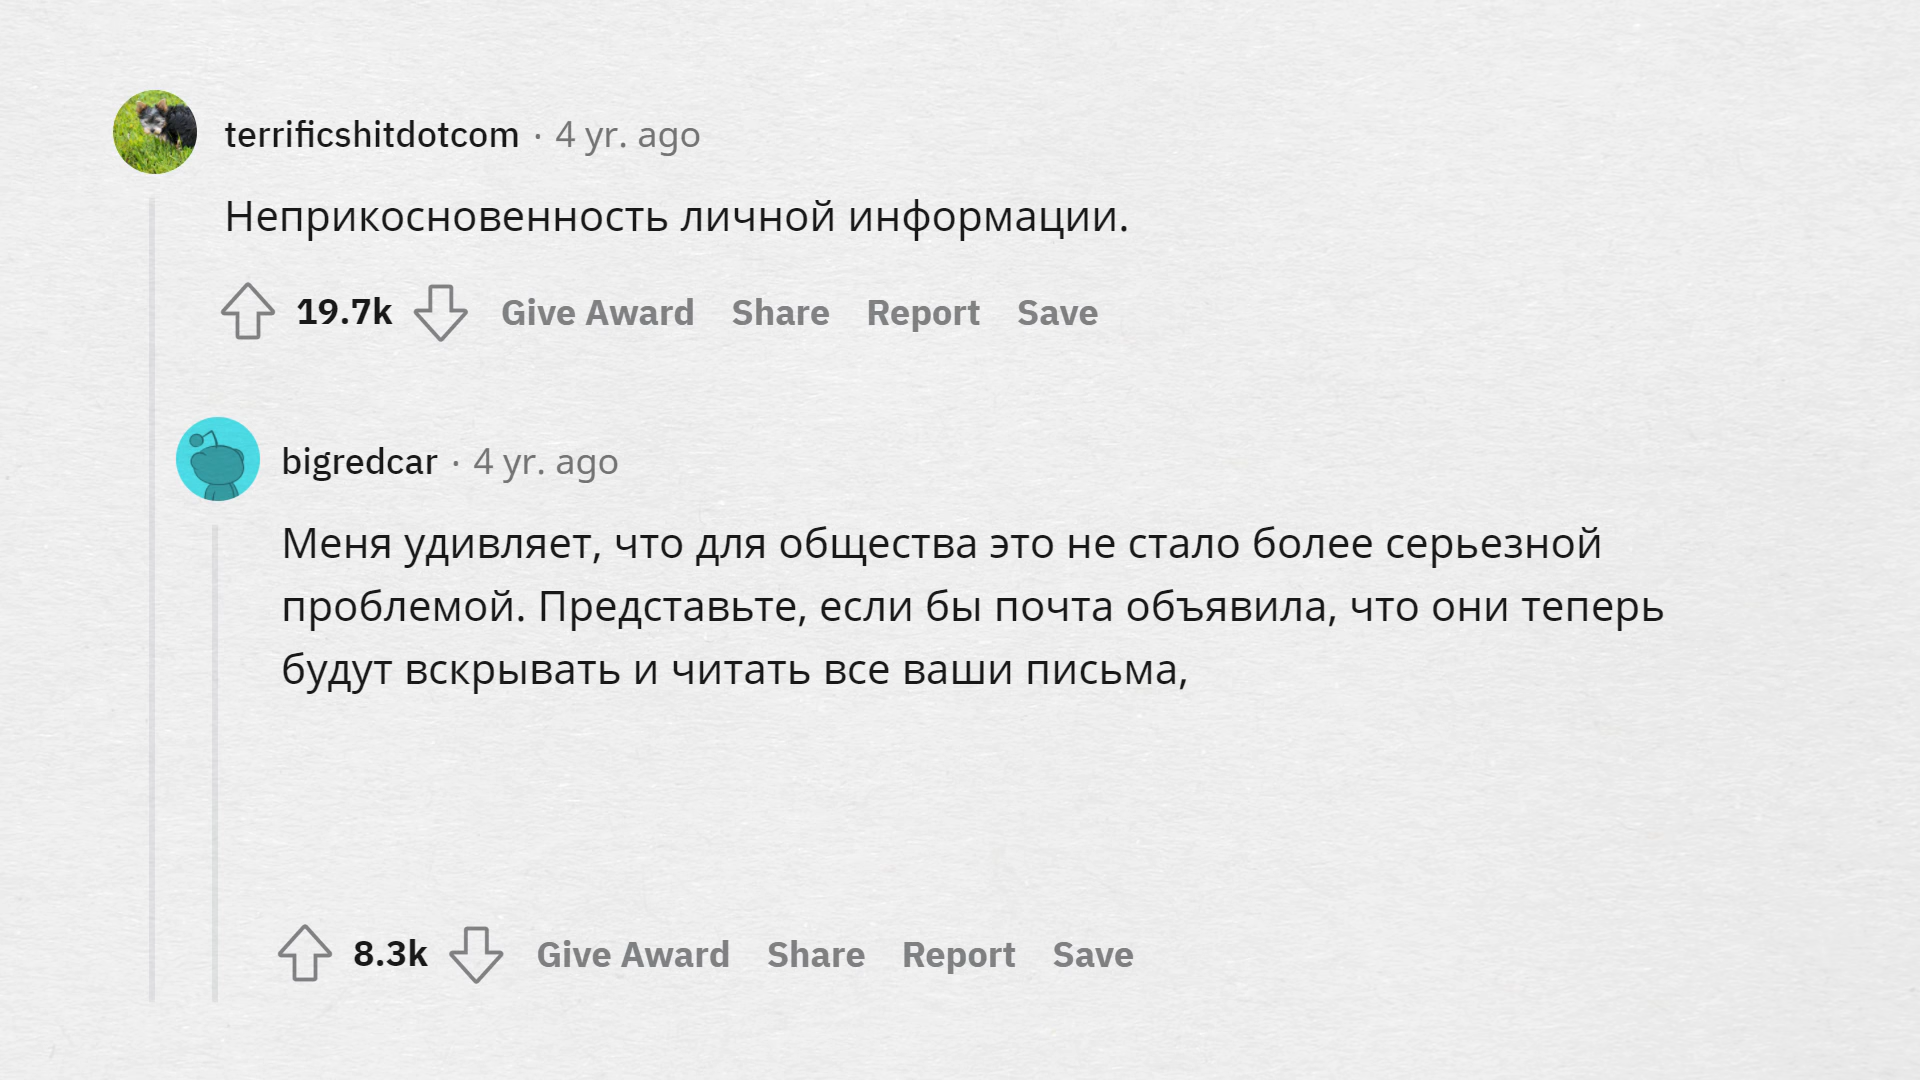 terrificshitdotcom · 4 yr. ago
Неприкосновенность личной информации.
19.7k Give Award Share Report Save
bigredcar · 4 yr. ago
Меня удивляет, что для общества это не стало более серьезной
проблемой. Представьте, если бы почта объявила, что они теперь
будут вскрывать и читать все ваши письма,
8.3k Give Award Share Report Save